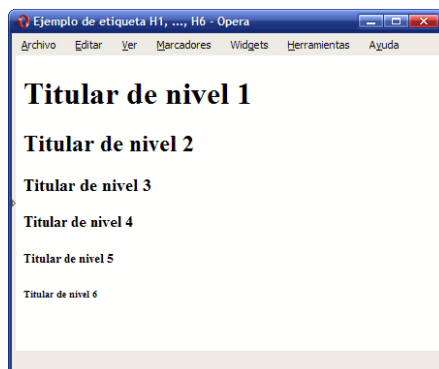 Ejemplo de etiqueta H1, ..., H6 - Opera
Archivo Editar Ver Marcadores Widgets Herramientas Ayuda
Titular de nivel 1
Titular de nivel 2
Titular de nivel 3
Titular de nivel 4
Titular de nivel 5
Titular de nivel 6